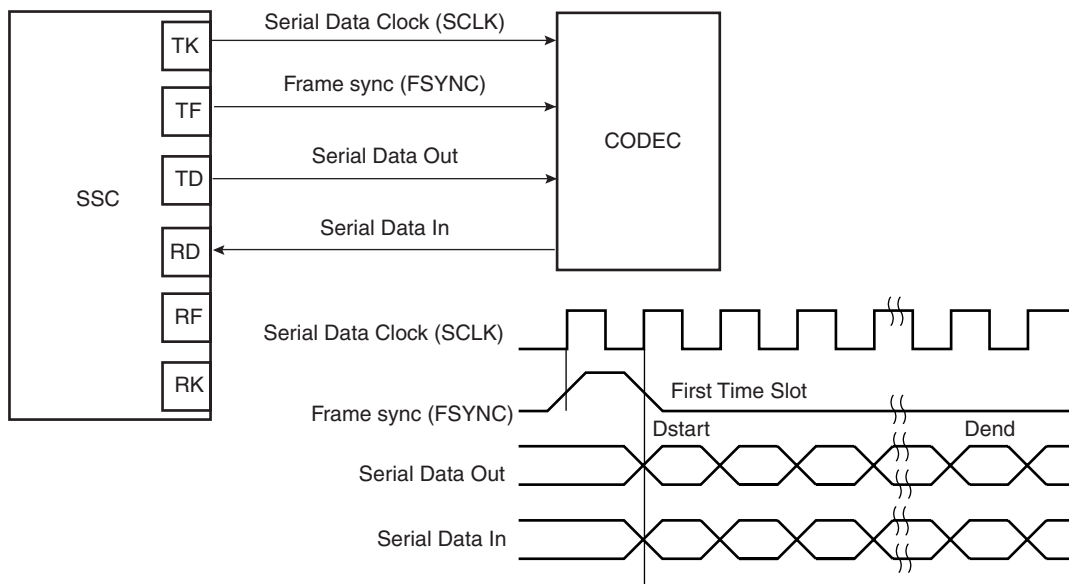 Serial Data Clock (SCLK)
TK
Frame sync (FSYNC)
TF
CODEC
Serial Data Out
TD
SSC
Serial Data In
RD
RF
Serial Data Clock (SCLK)
RK
First Time Slot
Frame sync (FSYNC)
Dstart
Dend
Serial Data Out
Serial Data In